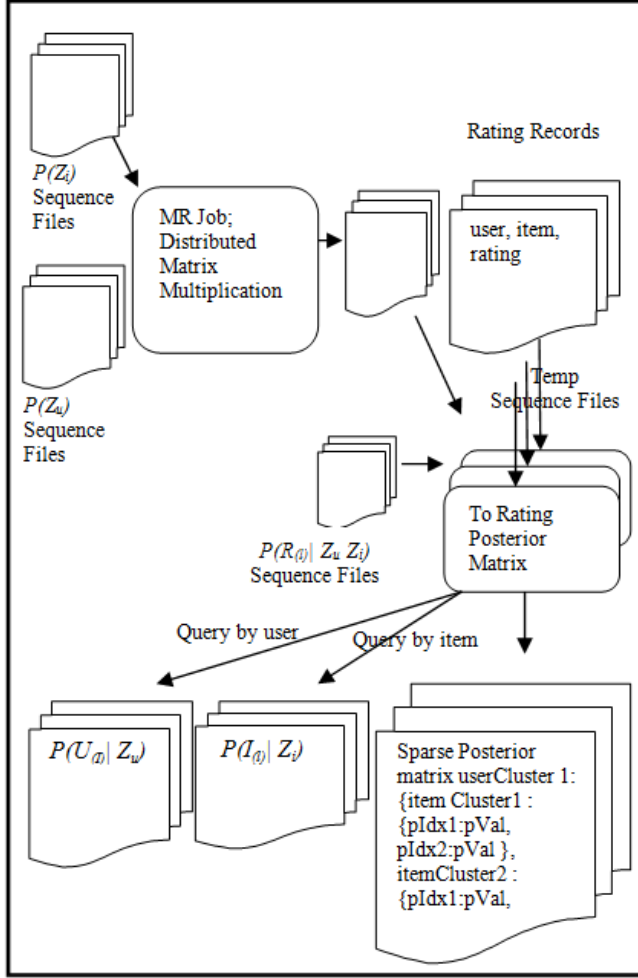 P(Zi)
Sequence
Files
Rating Records
MR Job;
Distributed
Matrix
Multiplication
user, item,
rating
P(Zu)
Sequence
Files
Temp
Sequence Files
P(R(l)| Zu Zi)
Sequence Files
To Rating
Posterior
Matrix
Query by user
Query by item
P(U(l)| Zu)
P(I(l)| Zi)
Sparse Posterior
matrix userCluster 1:
{item Cluster1 :
{pIdx1:pVal,
pIdx2:pVal },
itemCluster2 :
{pIdx1:pVal,